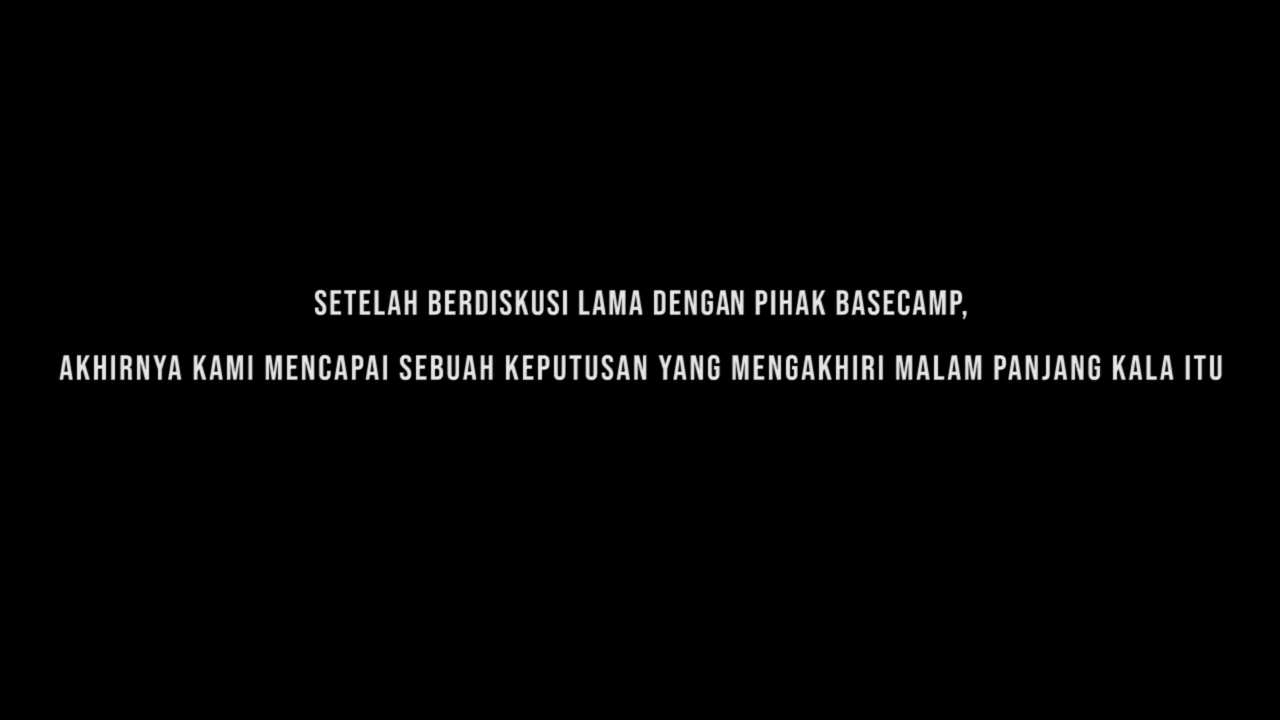 SETELAH BERDISKUSI LAMA DENGAN PIHAK BASECAMP,
AKHIRNYA KAMI MENCAPAI SEBUAH KEPUTUSAN YANG MENGAKHIRI MALAM PANJANG KALA ITU